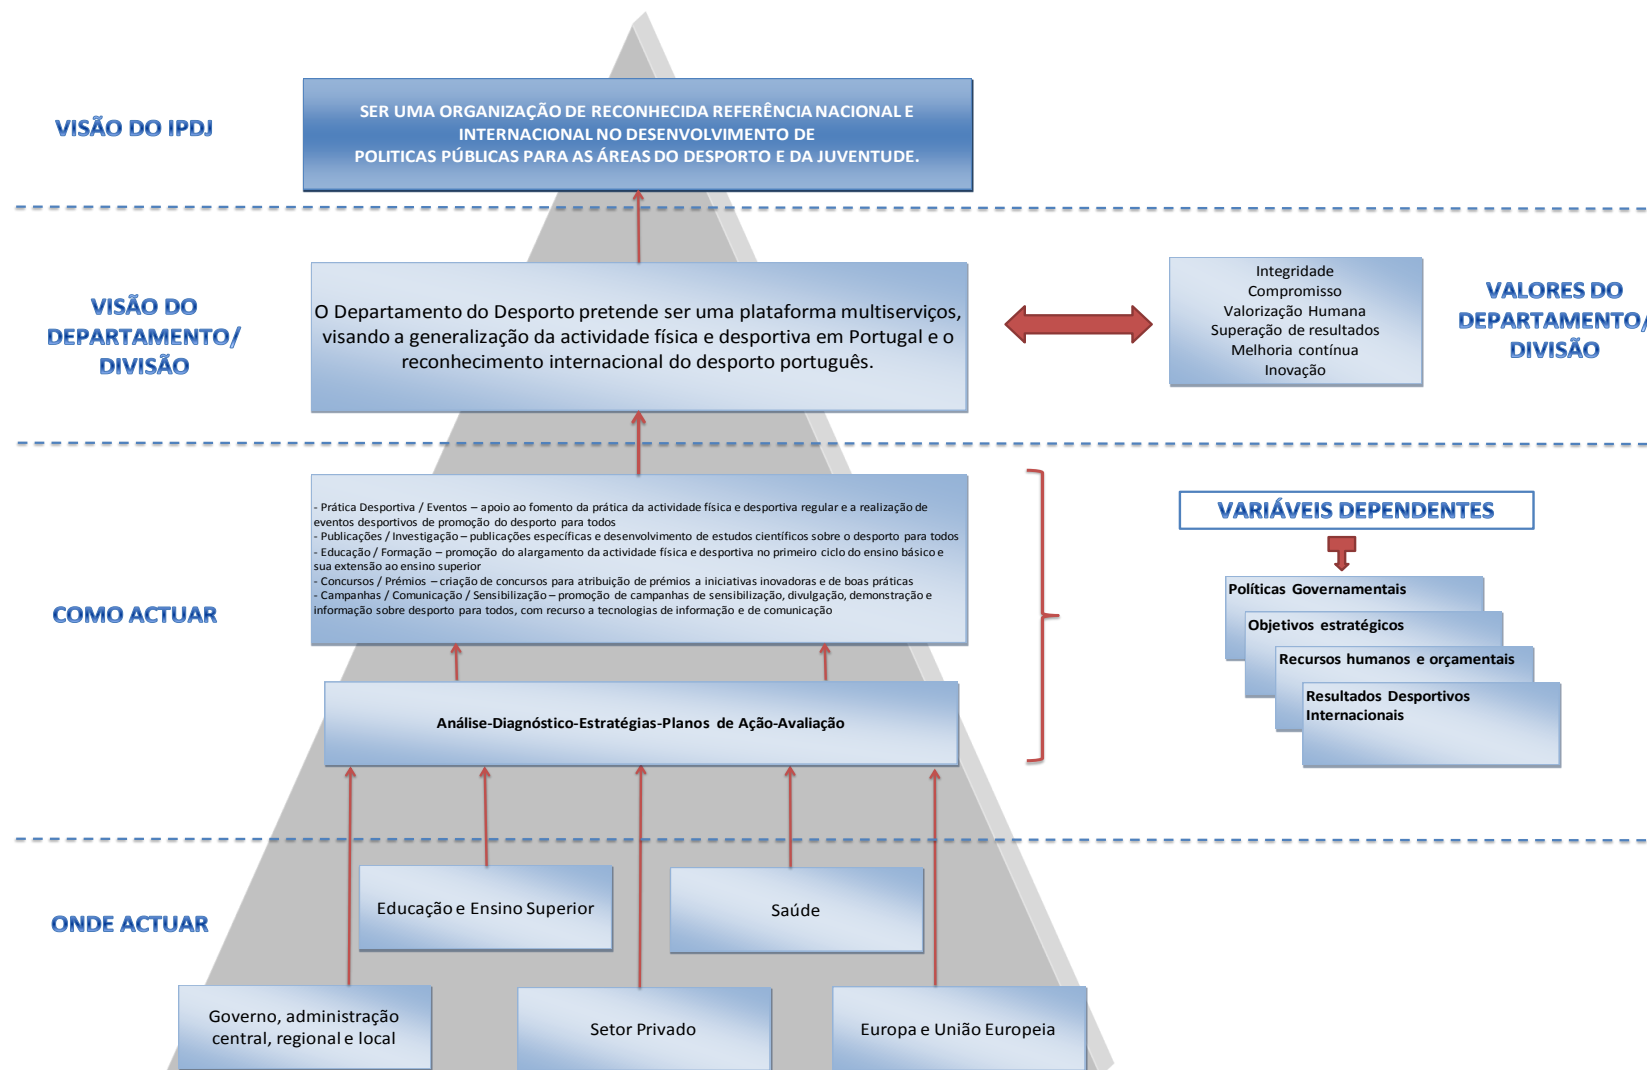 VISÃO DO IPDJ
SER UMA ORGANIZAÇÃO DE RECONHECIDA REFERÊNCIA NACIONAL E
INTERNACIONAL NO DESENVOLVIMENTO DE
POLITICAS PÚBLICAS PARA AS ÁREAS DO DESPORTO E DA JUVENTUDE.
VISÃO DO
DEPARTAMENTO/
DIVISÃO
O Departamento do Desporto pretende ser uma plataforma multiserviços,
visando a generalização da actividade física e desportiva em Portugal e o
reconhecimento internacional do desporto português.
Integridade
Compromisso
Valorização Humana
Superação de resultados
Melhoria contínua
Inovação
VALORES DO
DEPARTAMENTO/
DIVISÃO
COMO ACTUAR
- Prática Desportiva / Eventos – apoio ao fomento da prática da actividade física e desportiva regular e a realização de
eventos desportivos de promoção do desporto para todos
- Publicações / Investigação – publicações específicas e desenvolvimento de estudos científicos sobre o desporto para todos
- Educação / Formação – promoção do alargamento da actividade física e desportiva no primeiro ciclo do ensino básico e
sua extensão ao ensino superior
- Concursos / Prémios – criação de concursos para atribuição de prémios a iniciativas inovadoras e de boas práticas
- Campanhas / Comunicação / Sensibilização – promoção de campanhas de sensibilização, divulgação, demonstração e
informação sobre desporto para todos, com recurso a tecnologias de informação e de comunicação
Análise-Diagnóstico-Estratégias-Planos de Ação-Avaliação
VARIÁVEIS DEPENDENTES
Políticas Governamentais
Objetivos estratégicos
Recursos humanos e orçamentais
Resultados Desportivos
Internacionais
ONDE ACTUAR
Educação e Ensino Superior
Saúde
Governo, administração
central, regional e local
Setor Privado
Europa e União Europeia